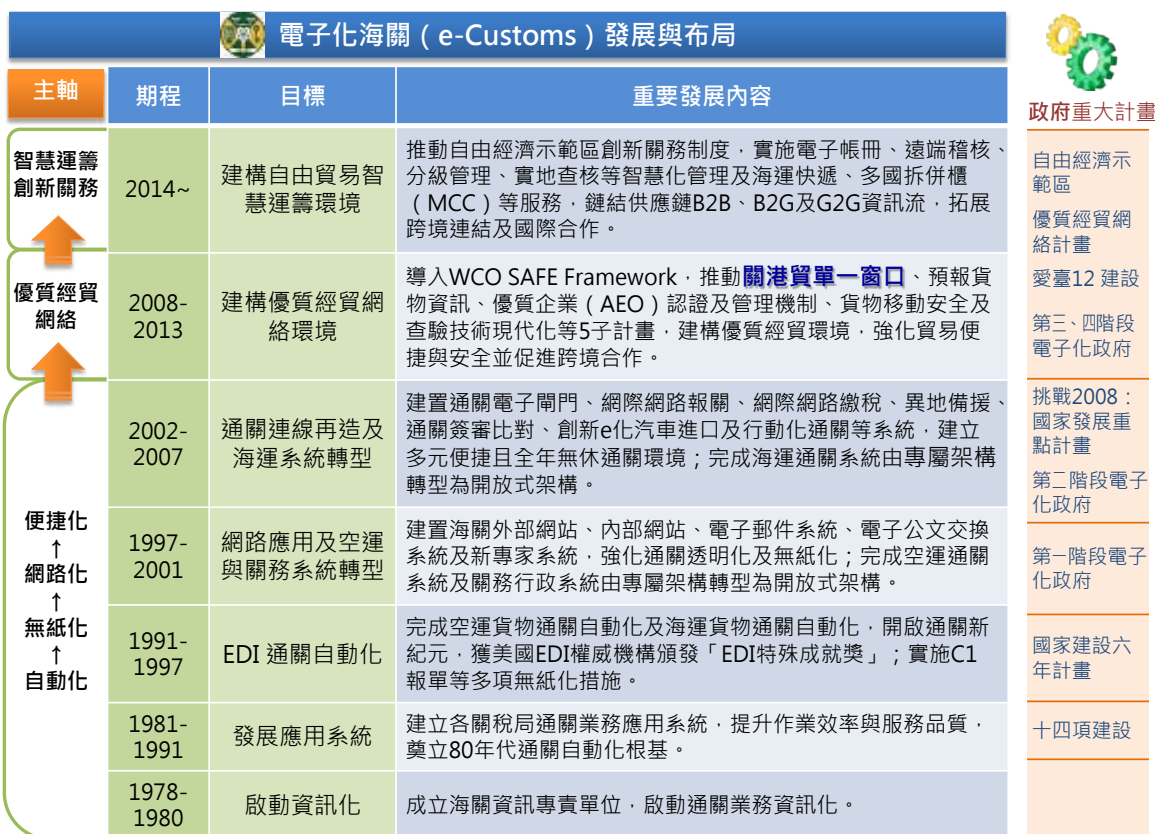 電子化海關（e-Customs）發展與布局
主軸
期程
目標
重要發展內容
政府重大計畫
智慧運籌
創新關務
2014~
建構自由貿易智
慧運籌環境
推動自由經濟示範區創新關務制度，實施電子帳冊、遠端稽核、
分級管理、實地查核等智慧化管理及海運快遞、多國拆併櫃
（MCC）等服務，鏈結供應鏈B2B、B2G及G2G資訊流，拓展
跨境連結及國際合作。
自由經濟示
範區
優質經貿網
絡計畫
愛臺12 建設
第三、四階段
電子化政府
優質經貿
網絡
2008-
2013
建構優質經貿網
絡環境
導入WCO SAFE Framework，推動關港貿單一窗口、預報貨
物資訊、優質企業（AEO）認證及管理機制、貨物移動安全及
查驗技術現代化等5子計畫，建構優質經貿環境，強化貿易便
捷與安全並促進跨境合作。
便捷化
↑
網路化
↑
無紙化
↑
自動化
2002-
2007
通關連線再造及
海運系統轉型
建置通關電子閘門、網際網路報關、網際網路繳稅、異地備援、
通關簽審比對、創新e化汽車進口及行動化通關等系統，建立
多元便捷且全年無休通關環境；完成海運通關系統由專屬架構
轉型為開放式架構。
挑戰2008：
國家發展重
點計畫
第二階段電子
化政府
1997-
2001
網路應用及空運
與關務系統轉型
建置海關外部網站、內部網站、電子郵件系統、電子公文交換
系統及新專家系統，強化通關透明化及無紙化；完成空運通關
系統及關務行政系統由專屬架構轉型為開放式架構。
第一階段電子
化政府
1991-
1997
EDI 通關自動化
完成空運貨物通關自動化及海運貨物通關自動化，開啟通關新
紀元，獲美國EDI權威機構頒發「EDI特殊成就獎」；實施C1
報單等多項無紙化措施。
國家建設六
年計畫
1981-
1991
發展應用系統
建立各關稅局通關業務應用系統，提升作業效率與服務品質，
奠立80年代通關自動化根基。
十四項建設
1978-
1980
啟動資訊化
成立海關資訊專責單位，啟動通關業務資訊化。